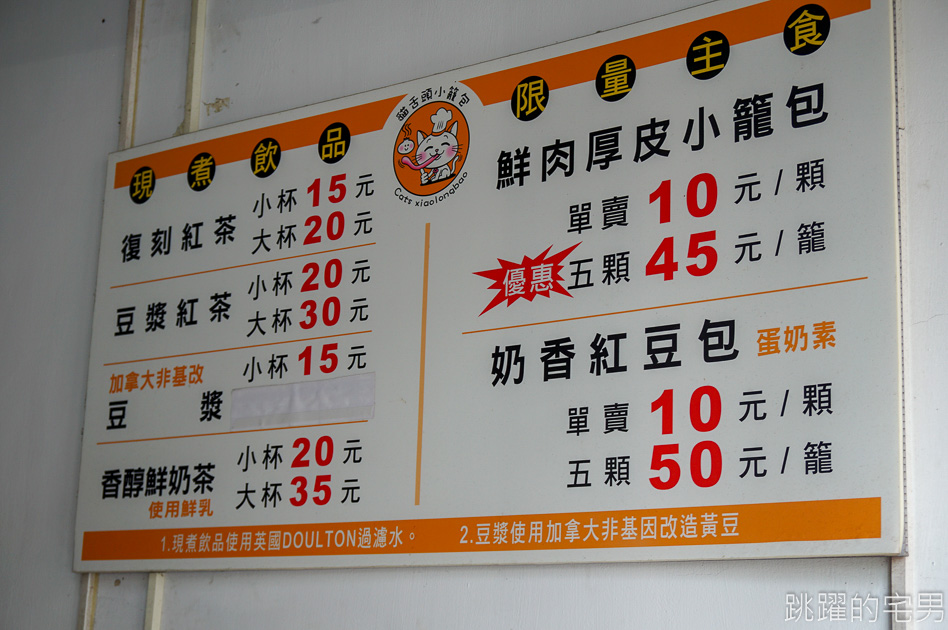 現煮飲品
復刻紅茶 小杯 15 元
大杯 20 元
豆漿紅茶 小杯 20 元
大杯 30 元
加拿大非基改
豆漿 小杯 15 元
香醇鮮奶茶 小杯 20 元
使用鮮乳 大杯 35 元
貓舌頭小籠包
Cats xiaolongbao
限量主食
鮮肉厚皮小籠包
單賣 10 元/顆
優惠 五顆 45 元/籠
奶香紅豆包 蛋奶素
單賣 10 元/顆
五顆 50 元/籠
1.現煮飲品使用英國DOULTON過濾水。 2.豆漿使用加拿大非基因改造黃豆
跳躍的宅男